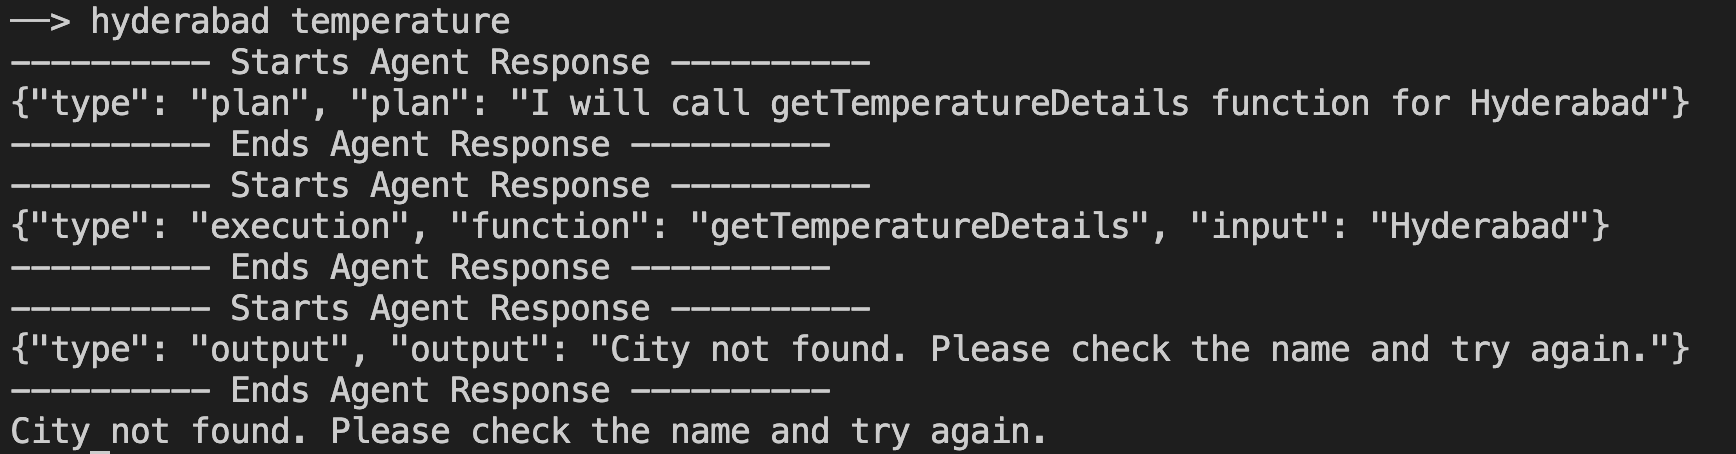 ——> hyderabad temperature
---------- Starts Agent Response ----------
{"type": "plan", "plan": "I will call getTemperatureDetails function for Hyderabad"}
---------- Ends Agent Response ----------
---------- Starts Agent Response ----------
{"type": "execution", "function": "getTemperatureDetails", "input": "Hyderabad"}
---------- Ends Agent Response ----------
---------- Starts Agent Response ----------
{"type": "output", "output": "City not found. Please check the name and try again."}
---------- Ends Agent Response ----------
City not found. Please check the name and try again.